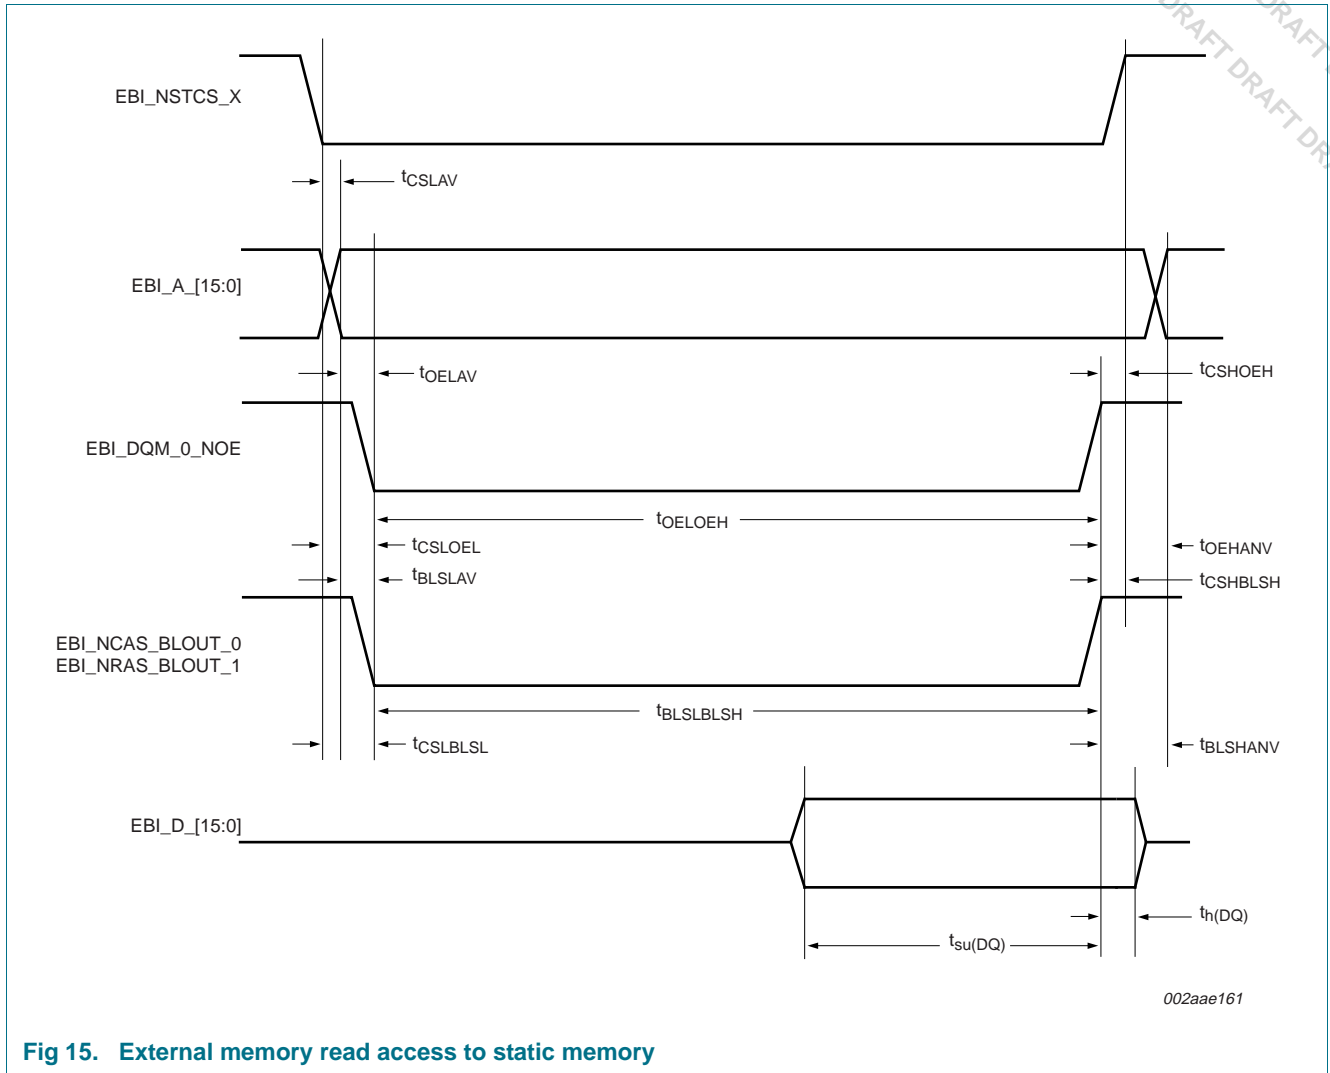 DRAFT DRAFT DRAFT
DRAFT
EBI_NSTCS_X
tCSLAV
EBI_A_[15:0]
tOELAV
tCSHOEH
EBI_DQM_0_NOE
tOELOEH
tCSLOEL
tOEHANV
tBLSLAV
tCSHBLSH
EBI_NCAS_BLOUT_0
EBI_NRAS_BLOUT_1
tBLSLBLSH
tCSLBLSL
tBLSHANV
EBI_D_[15:0]
th(DQ)
tsu(DQ)
002aae161
Fig 15. External memory read access to static memory